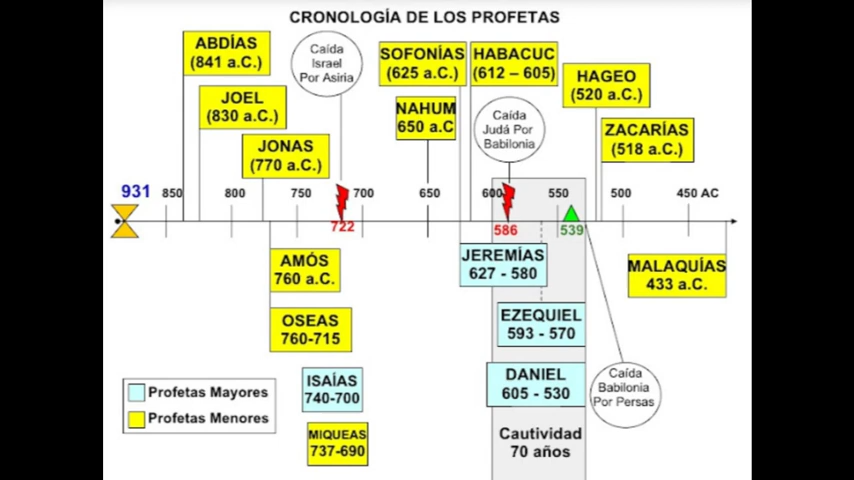 CRONOLOGÍA DE LOS PROFETAS
ABDÍAS
(841 a.C.)
Caída
Israel
Por Asiria
SOFONÍAS
(625 a.C.)
HABACUC
(612 – 605)
HAGEO
(520 a.C.)
JOEL
(830 a.C.)
NAHUM
650 a.C
Caída
Judá Por
Babilonia
ZACARÍAS
(518 a.C.)
JONAS
(770 a.C.)
931 850 800 750 700 650 600 550 500 450 AC
722 586 539
AMÓS
760 a.C.
JEREMÍAS
627 - 580
MALAQUÍAS
433 a.C.
OSEAS
760-715
EZEQUIEL
593 - 570
ISAÍAS
740-700
DANIEL
605 - 530
Caída
Babilonia
Por Persas
Profetas Mayores
Profetas Menores
MIQUEAS
737-690
Cautividad
70 años